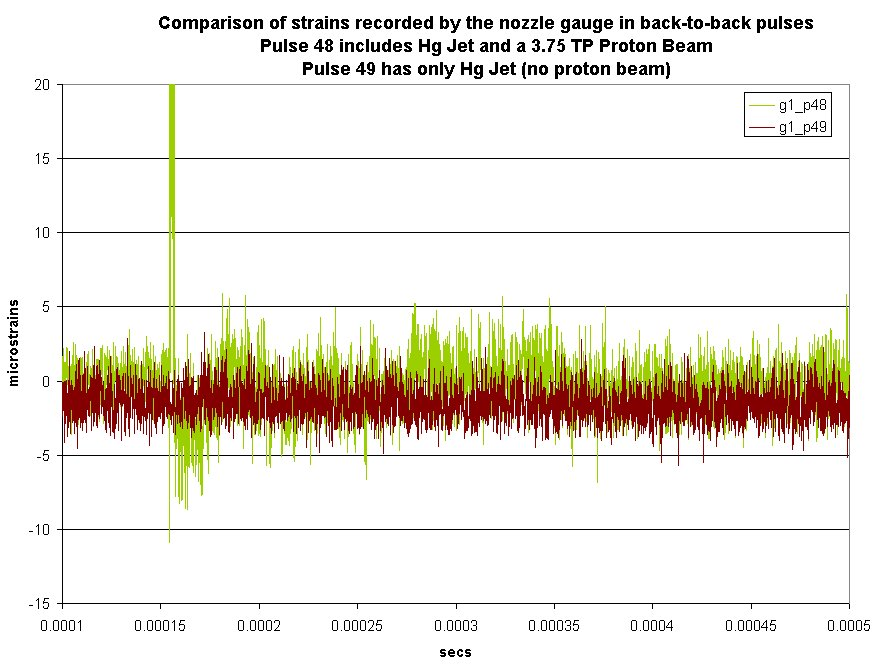 Comparison of strains recorded by the nozzle gauge in back-to-back pulses
Pulse 48 includes Hg Jet and a 3.75 TP Proton Beam
Pulse 49 has only Hg Jet (no proton beam)
20
15
10
5
0
-5
-10
-15
microstrains
g1_p48
g1_p49
0.0001 0.00015 0.0002 0.00025 0.0003 0.00035 0.0004 0.00045 0.0005
secs